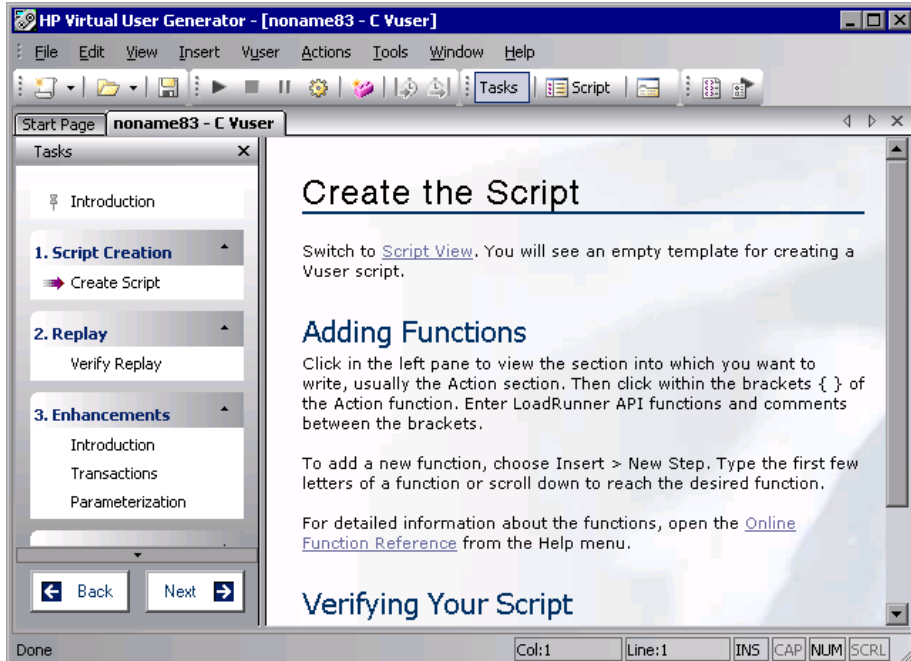 HP Virtual User Generator - [noname83 - C Vuser]
File Edit View Insert Vuser Actions Tools Window Help
Tasks Script
Start Page noname83 - C Vuser
Tasks
Introduction
1. Script Creation
Create Script
2. Replay
Verify Replay
3. Enhancements
Introduction
Transactions
Parameterization
Back Next
Create the Script
Switch to Script View. You will see an empty template for creating a
Vuser script.
Adding Functions
Click in the left pane to view the section into which you want to
write, usually the Action section. Then click within the brackets { } of
the Action function. Enter LoadRunner API functions and comments
between the brackets.
To add a new function, choose Insert > New Step. Type the first few
letters of a function or scroll down to reach the desired function.
For detailed information about the functions, open the Online
Function Reference from the Help menu.
Verifying Your Script
Done Col:1 Line:1 INS CAP NUM SCRL